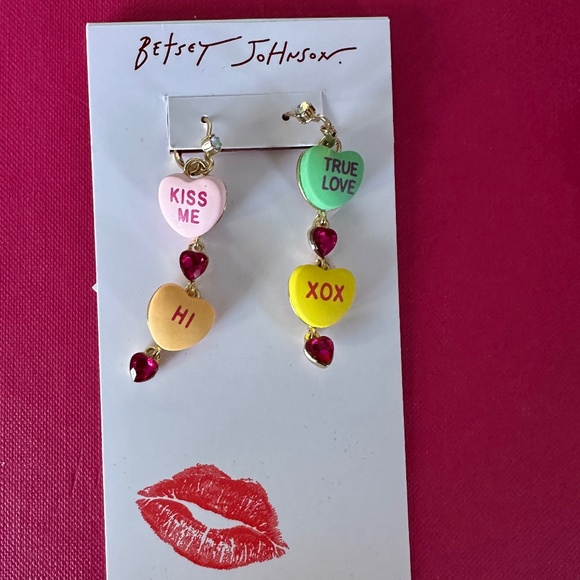 Betsey Johnson.
KISS
ME
HI
TRUE
LOVE
XOX